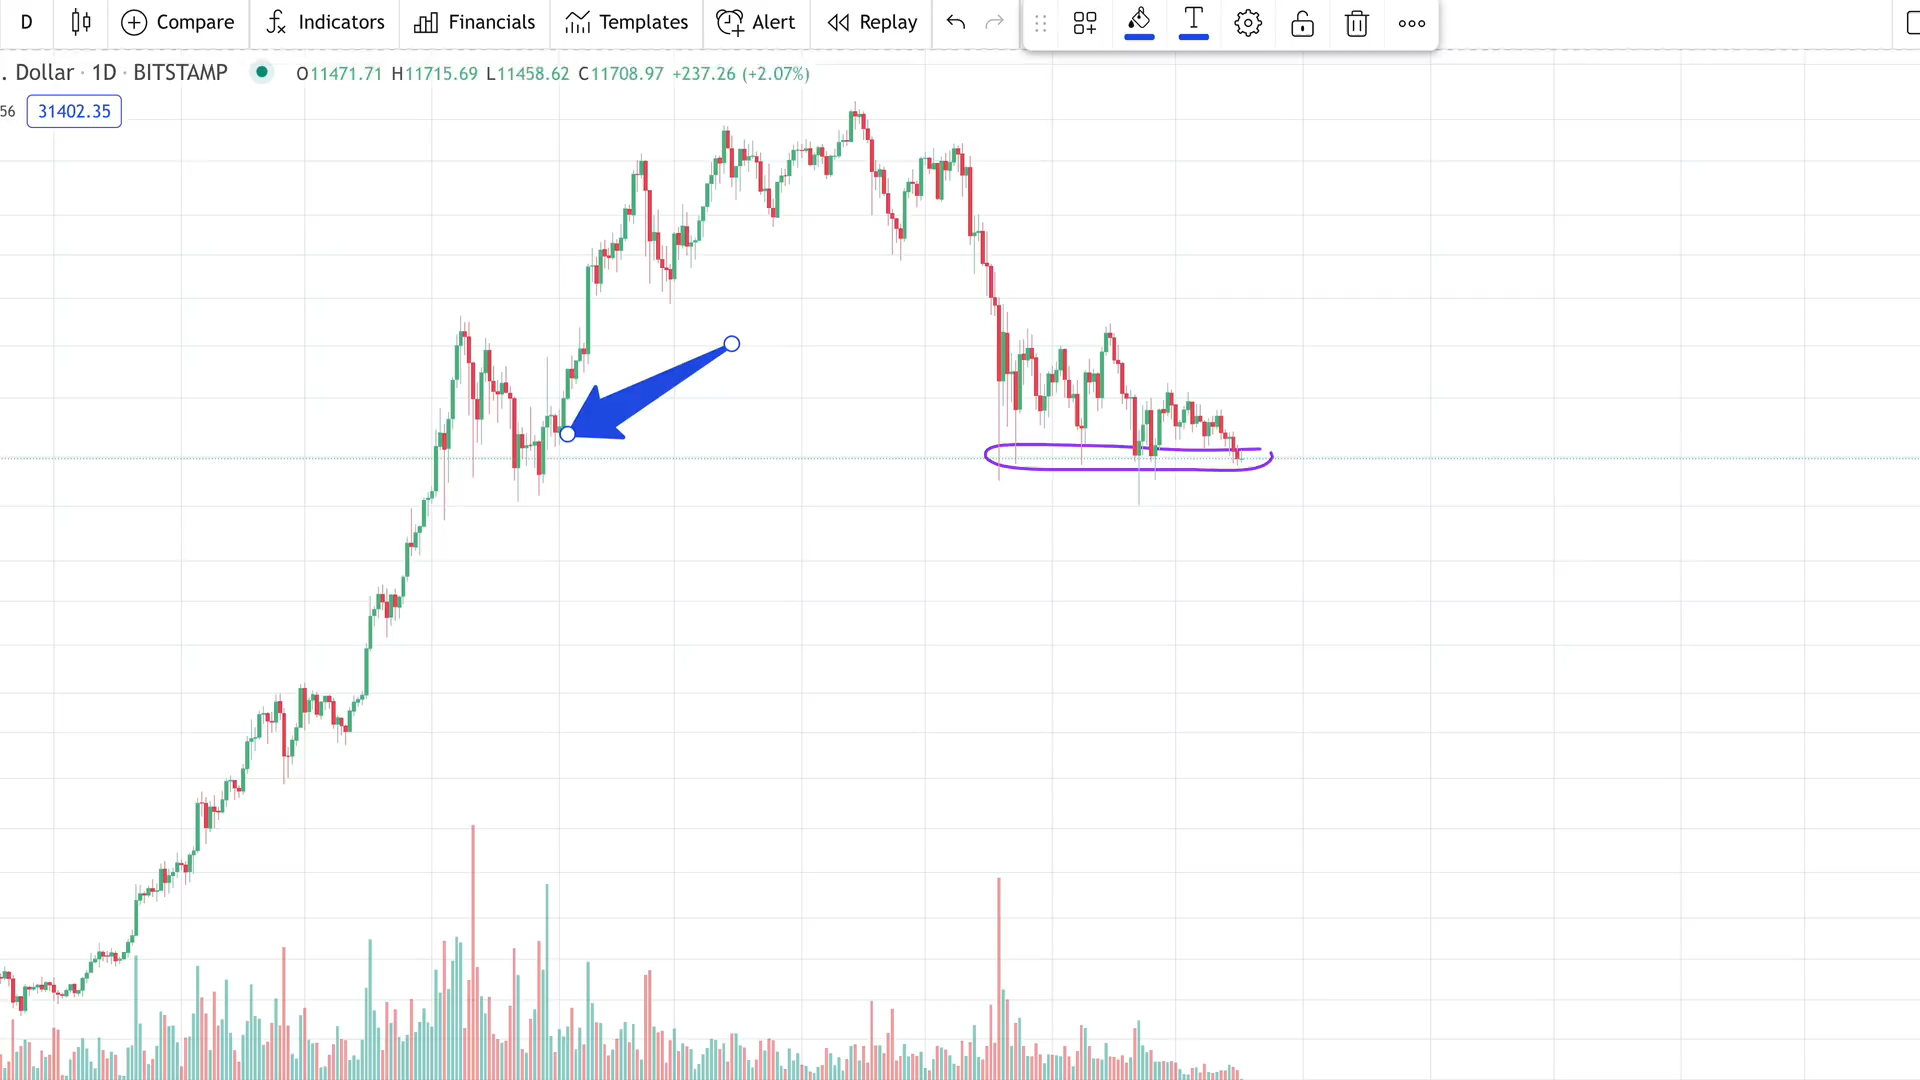 D Compare Indicators Financials Templates Alert Replay T
. Dollar · 1D · BITSTAMP O11471.71 H11715.69 L11458.62 C11708.97 +237.26 (+2.07%)
56 31402.35